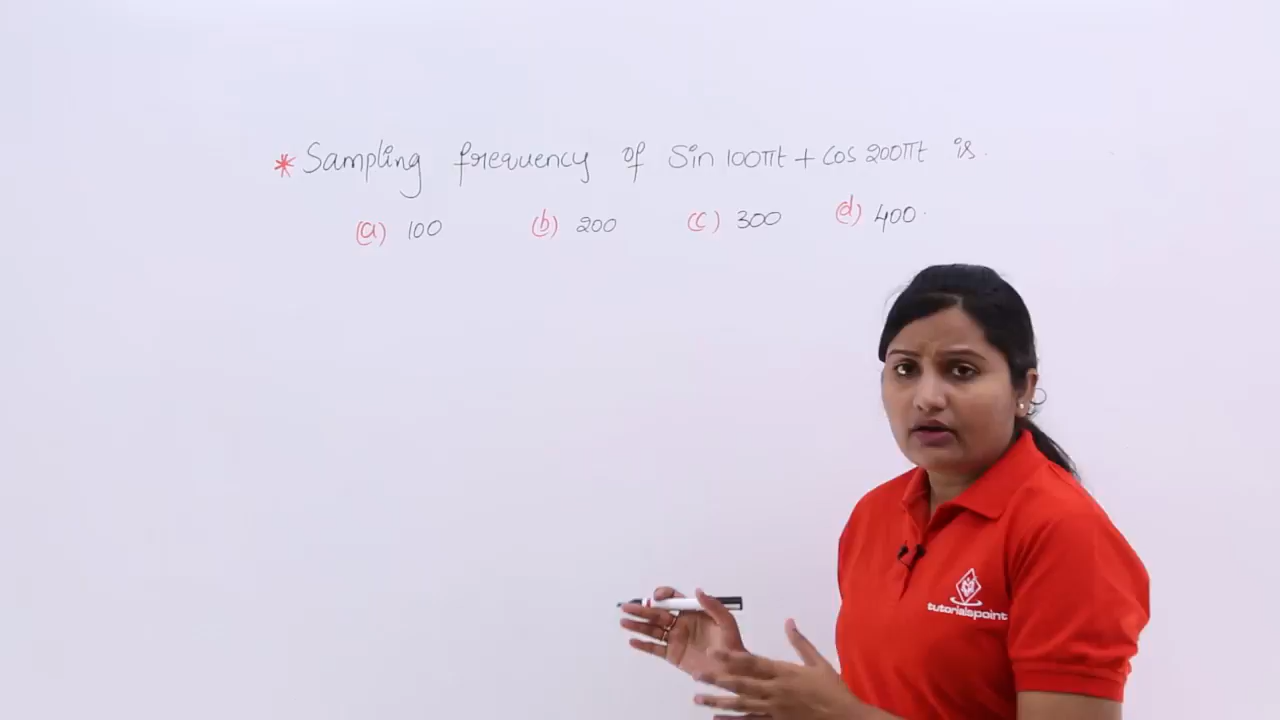 * Sampling frequency of Sin 100πt + cos 200πt is.
(a) 100 (b) 200 (c) 300 (d) 400.
tutorialspoint